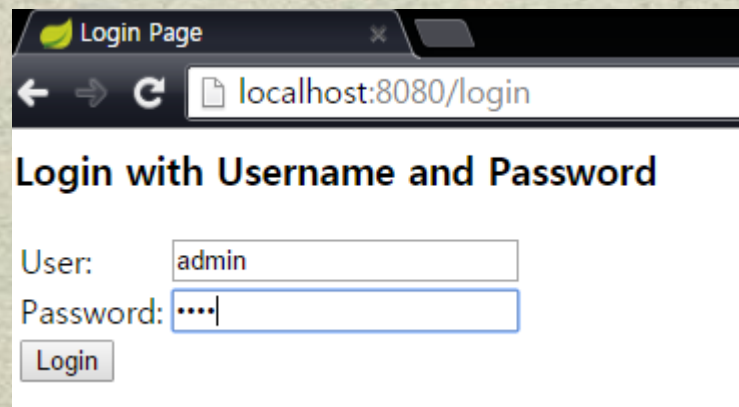 Login Page
localhost:8080/login
Login with Username and Password
User: admin
Password: ••••
Login